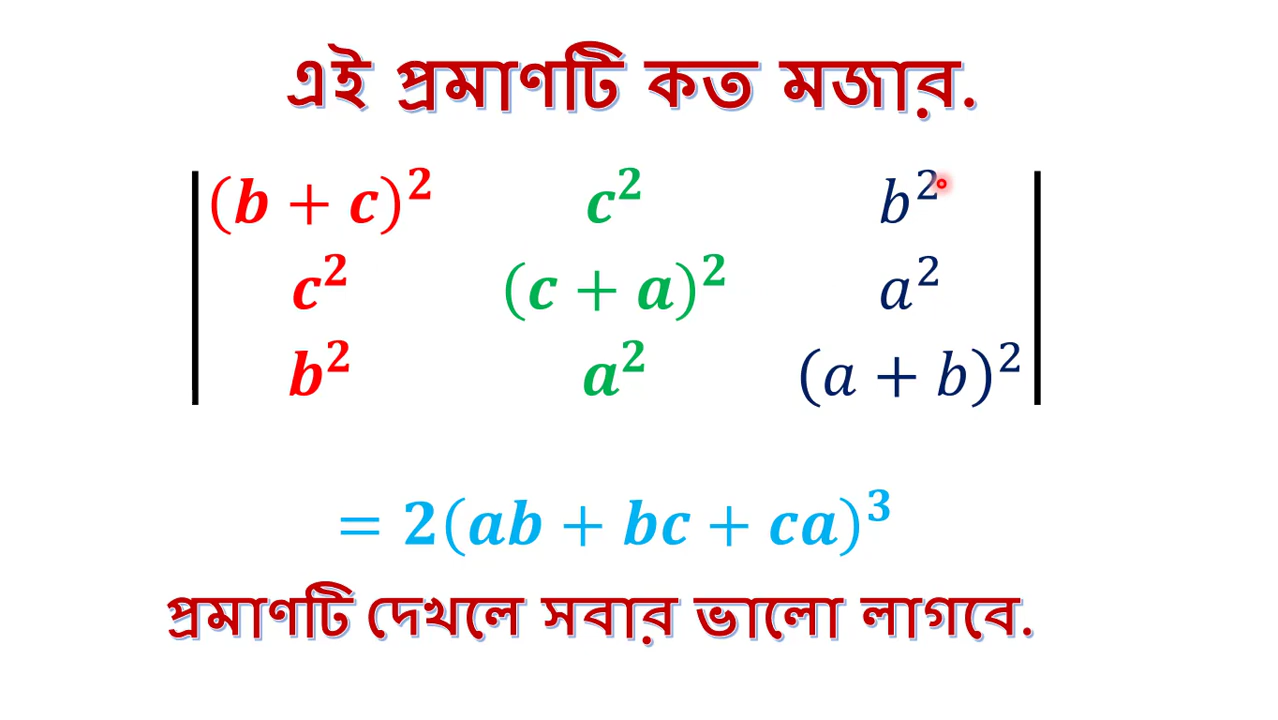 এই প্রমাণটি কত মজার.
| (b + c)² c² b² |
| c² (c + a)² a² |
| b² a² (a + b)² |
= 2(ab + bc + ca)³
প্রমাণটি দেখলে সবার ভালো লাগবে.